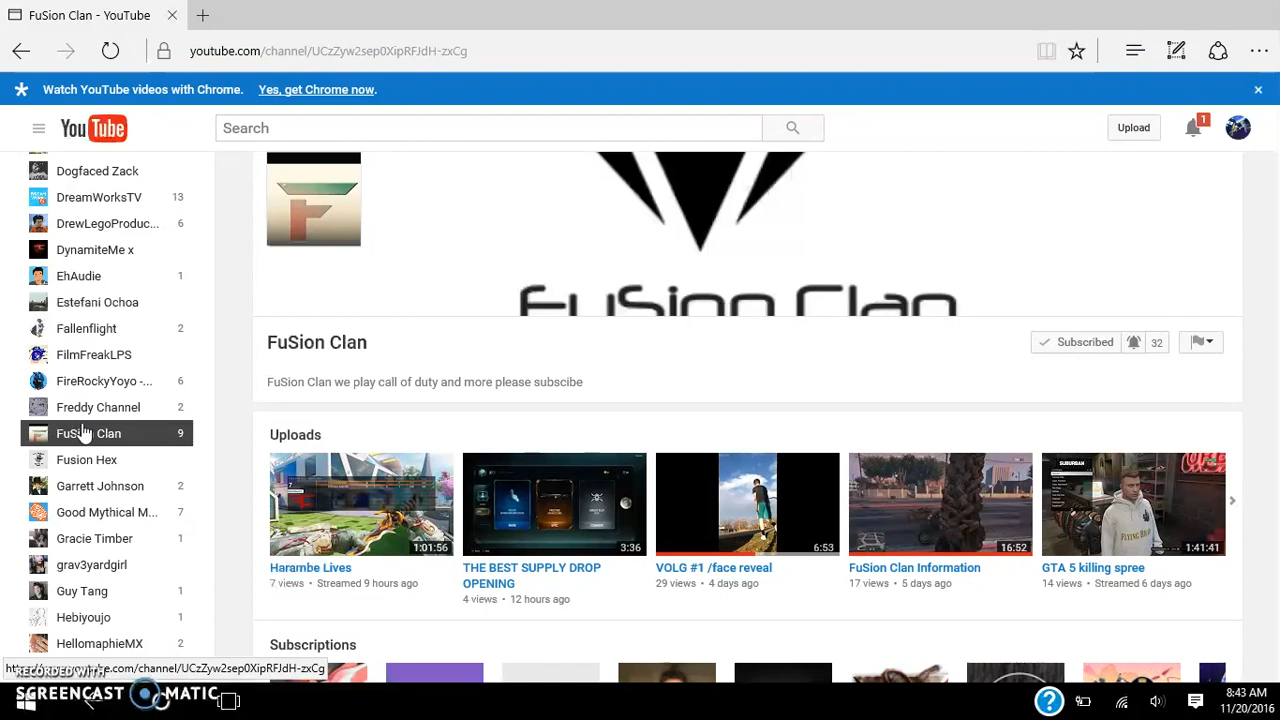 FuSion Clan - YouTube
youtube.com/channel/UCzZyw2sep0XipRFJdH-zxCg
Watch YouTube videos with Chrome. Yes, get Chrome now.
YouTube
Search
Upload
1
Dogfaced Zack
DreamWorksTV 13
DrewLegoProduc... 6
DynamiteMe x
EhAudie 1
Estefani Ochoa
Fallenflight 2
FilmFreakLPS
FireRockyYoyo -... 6
Freddy Channel 2
FuSion Clan 9
Fusion Hex
Garrett Johnson 2
Good Mythical M... 7
Gracie Timber 1
grav3yardgirl
Guy Tang 1
Hebiyoujo 1
HellomaphieMX 2
F
FuSion Clan
FuSion Clan
Subscribed 32
FuSion Clan we play call of duty and more please subscibe
Uploads
1:01:56
Harambe Lives
7 views • Streamed 9 hours ago
3:36
THE BEST SUPPLY DROP
OPENING
4 views • 12 hours ago
6:53
VOLG #1 /face reveal
29 views • 4 days ago
16:52
FuSion Clan Information
17 views • 5 days ago
SUBURBAN
1:41:41
GTA 5 killing spree
14 views • Streamed 6 days ago
Subscriptions
RECORDED WITH
SCREENCAST MATIC
8:43 AM
11/20/2016